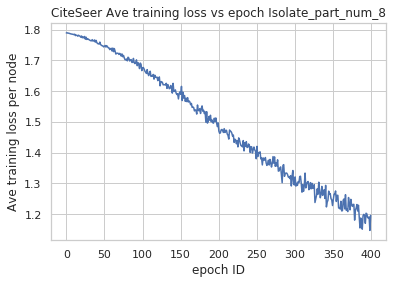 CiteSeer Ave training loss vs epoch Isolate_part_num_8
Ave training loss per node
1.8
1.7
1.6
1.5
1.4
1.3
1.2
0 50 100 150 200 250 300 350 400
epoch ID